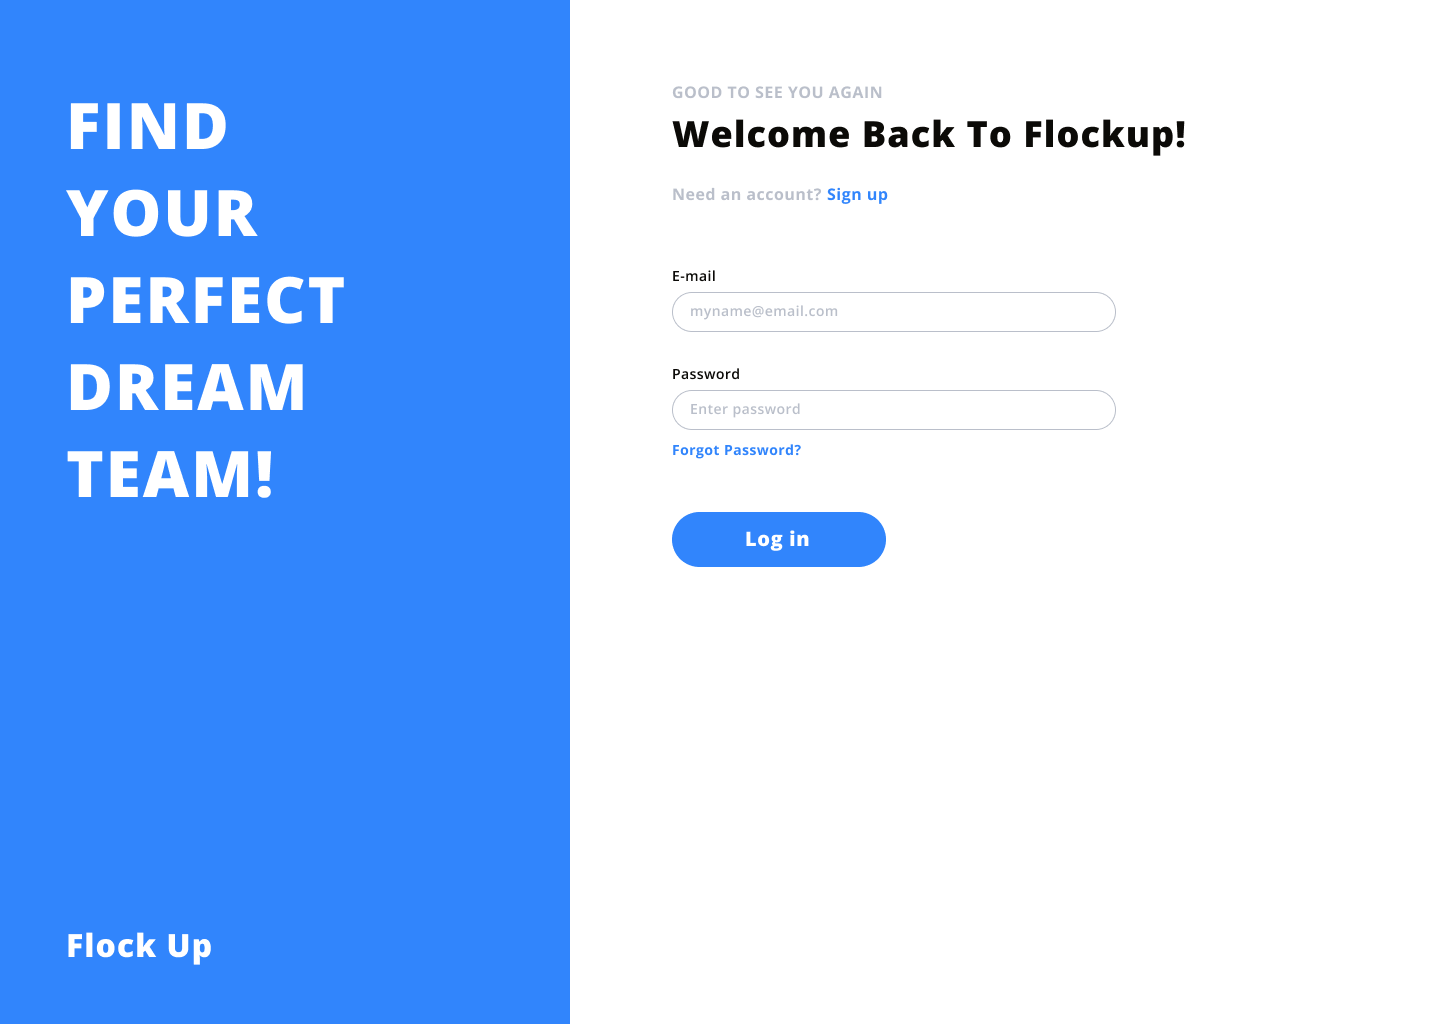 FIND
YOUR
PERFECT
DREAM
TEAM!
Flock Up
GOOD TO SEE YOU AGAIN
Welcome Back To Flockup!
Need an account? Sign up
E-mail
myname@email.com
Password
Enter password
Forgot Password?
Log in